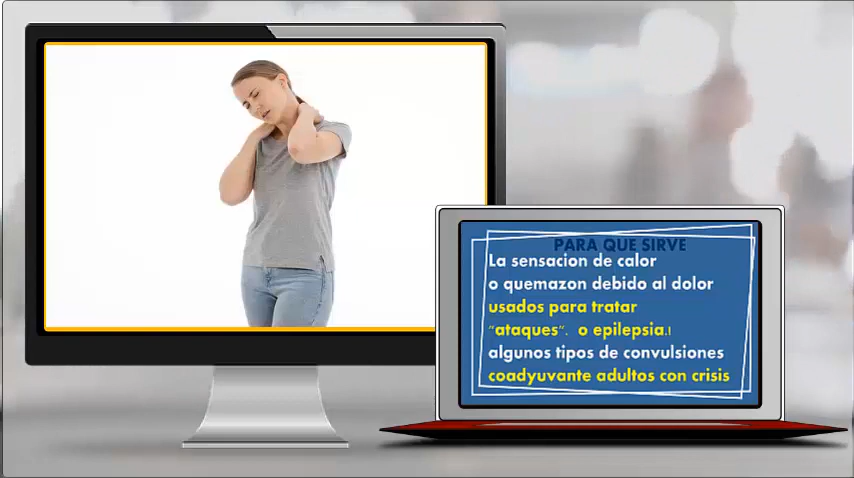 PARA QUE SIRVE
La sensacion de calor
o quemazon debido al dolor
usados para tratar
"ataques". o epilepsia.I
algunos tipos de convulsiones
coadyuvante adultos con crisis